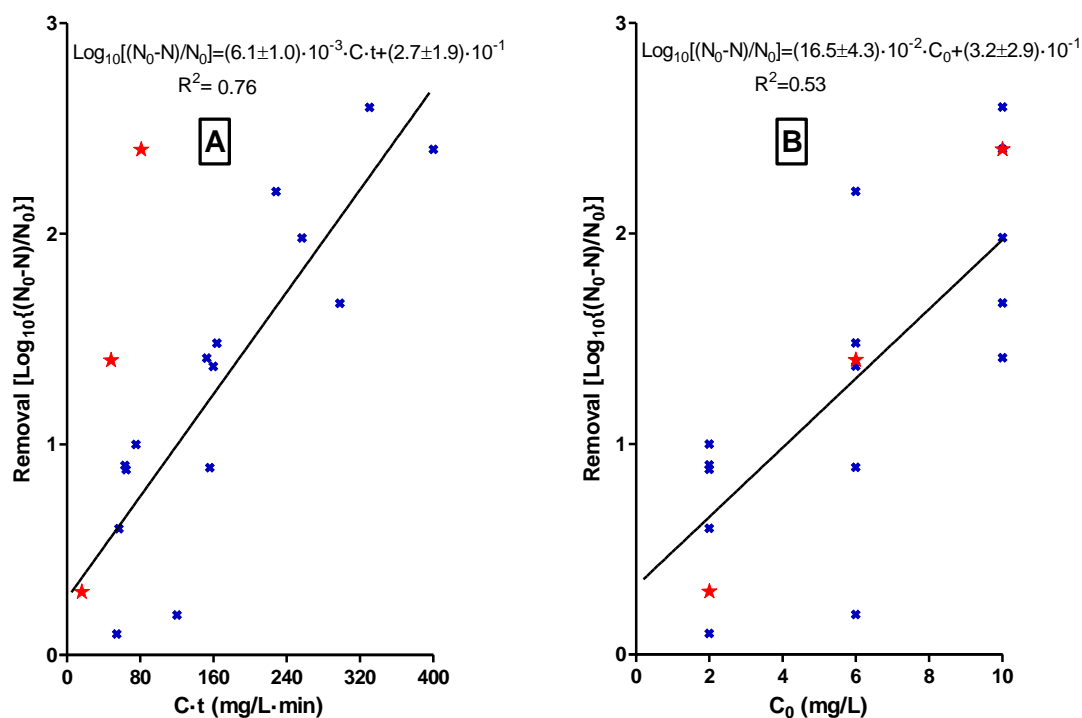 3
2
1
0
Removal [Log₁₀{(N₀-N)/N₀}]
Log₁₀[(N₀-N)/N₀]=(6.1±1.0)·10⁻³·C·t+(2.7±1.9)·10⁻¹
R²= 0.76
A
0 80 160 240 320 400
C·t (mg/L·min)
3
2
1
0
Removal [Log₁₀{(N₀-N)/N₀}]
Log₁₀[(N₀-N)/N₀]=(16.5±4.3)·10⁻²·C₀+(3.2±2.9)·10⁻¹
R²=0.53
B
0 2 4 6 8 10
C₀ (mg/L)